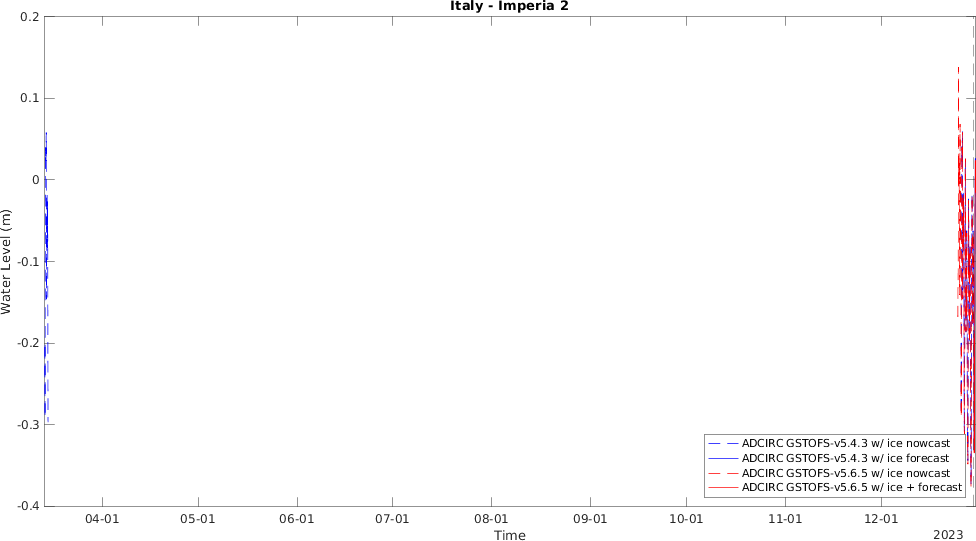 Italy - Imperia 2
Water Level (m)
0.2
0.1
0
-0.1
-0.2
-0.3
-0.4
04-01 05-01 06-01 07-01 08-01 09-01 10-01 11-01 12-01
Time
2023
ADCIRC GSTOFS-v5.4.3 w/ ice nowcast
ADCIRC GSTOFS-v5.4.3 w/ ice forecast
ADCIRC GSTOFS-v5.6.5 w/ ice nowcast
ADCIRC GSTOFS-v5.6.5 w/ ice + forecast